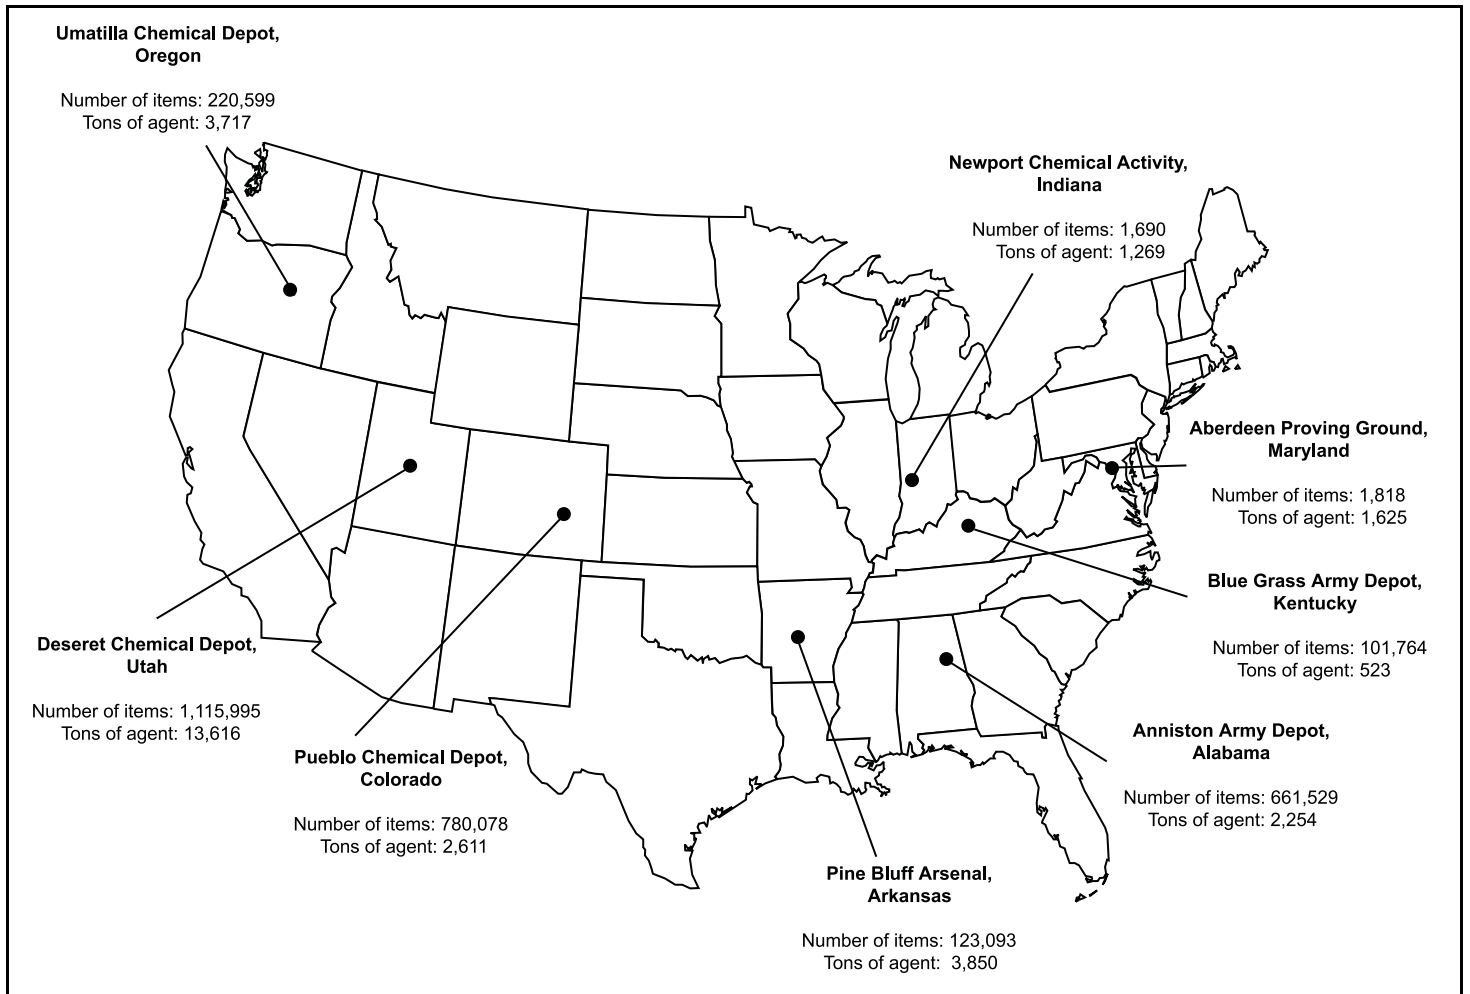 Umatilla Chemical Depot,
Oregon
Number of items: 220,599
Tons of agent: 3,717
Newport Chemical Activity,
Indiana
Number of items: 1,690
Tons of agent: 1,269
Aberdeen Proving Ground,
Maryland
Number of items: 1,818
Tons of agent: 1,625
Blue Grass Army Depot,
Kentucky
Number of items: 101,764
Tons of agent: 523
Deseret Chemical Depot,
Utah
Number of items: 1,115,995
Tons of agent: 13,616
Pueblo Chemical Depot,
Colorado
Number of items: 780,078
Tons of agent: 2,611
Anniston Army Depot,
Alabama
Number of items: 661,529
Tons of agent: 2,254
Pine Bluff Arsenal,
Arkansas
Number of items: 123,093
Tons of agent:  3,850